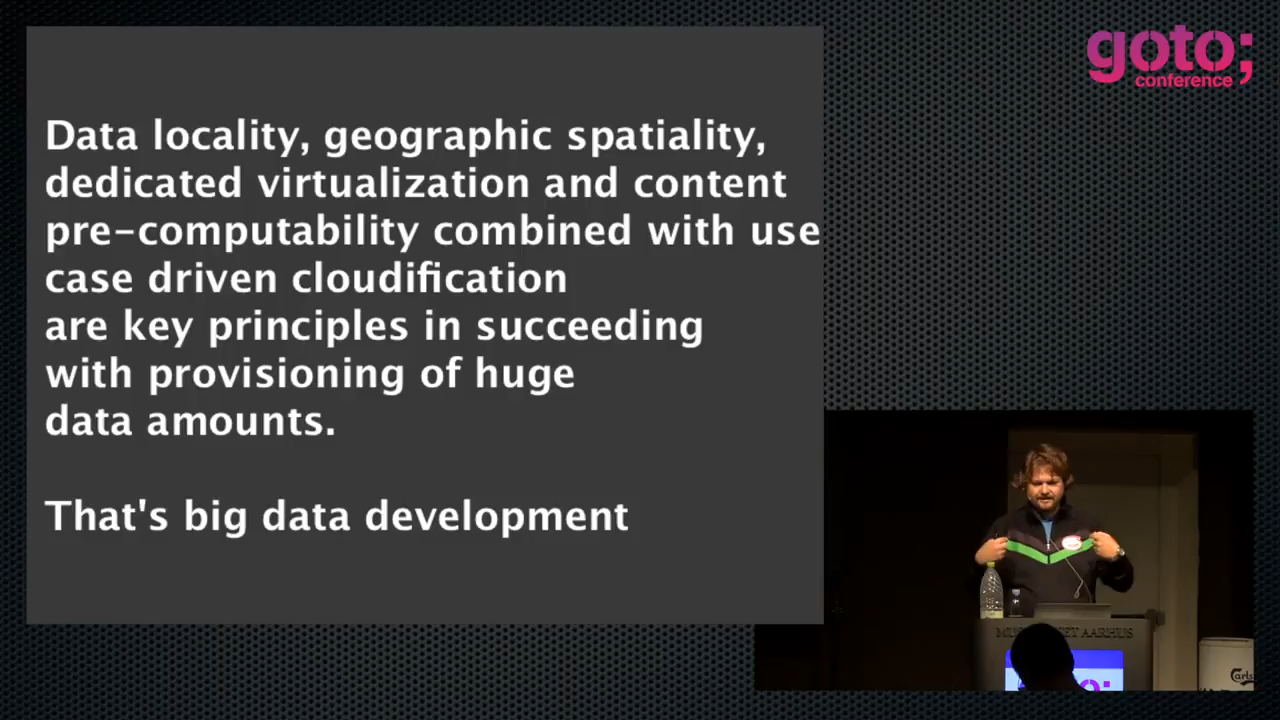 goto;
conference
Data locality, geographic spatiality,
dedicated virtualization and content
pre-computability combined with use
case driven cloudification
are key principles in succeeding
with provisioning of huge
data amounts.
That's big data development
AARHUS